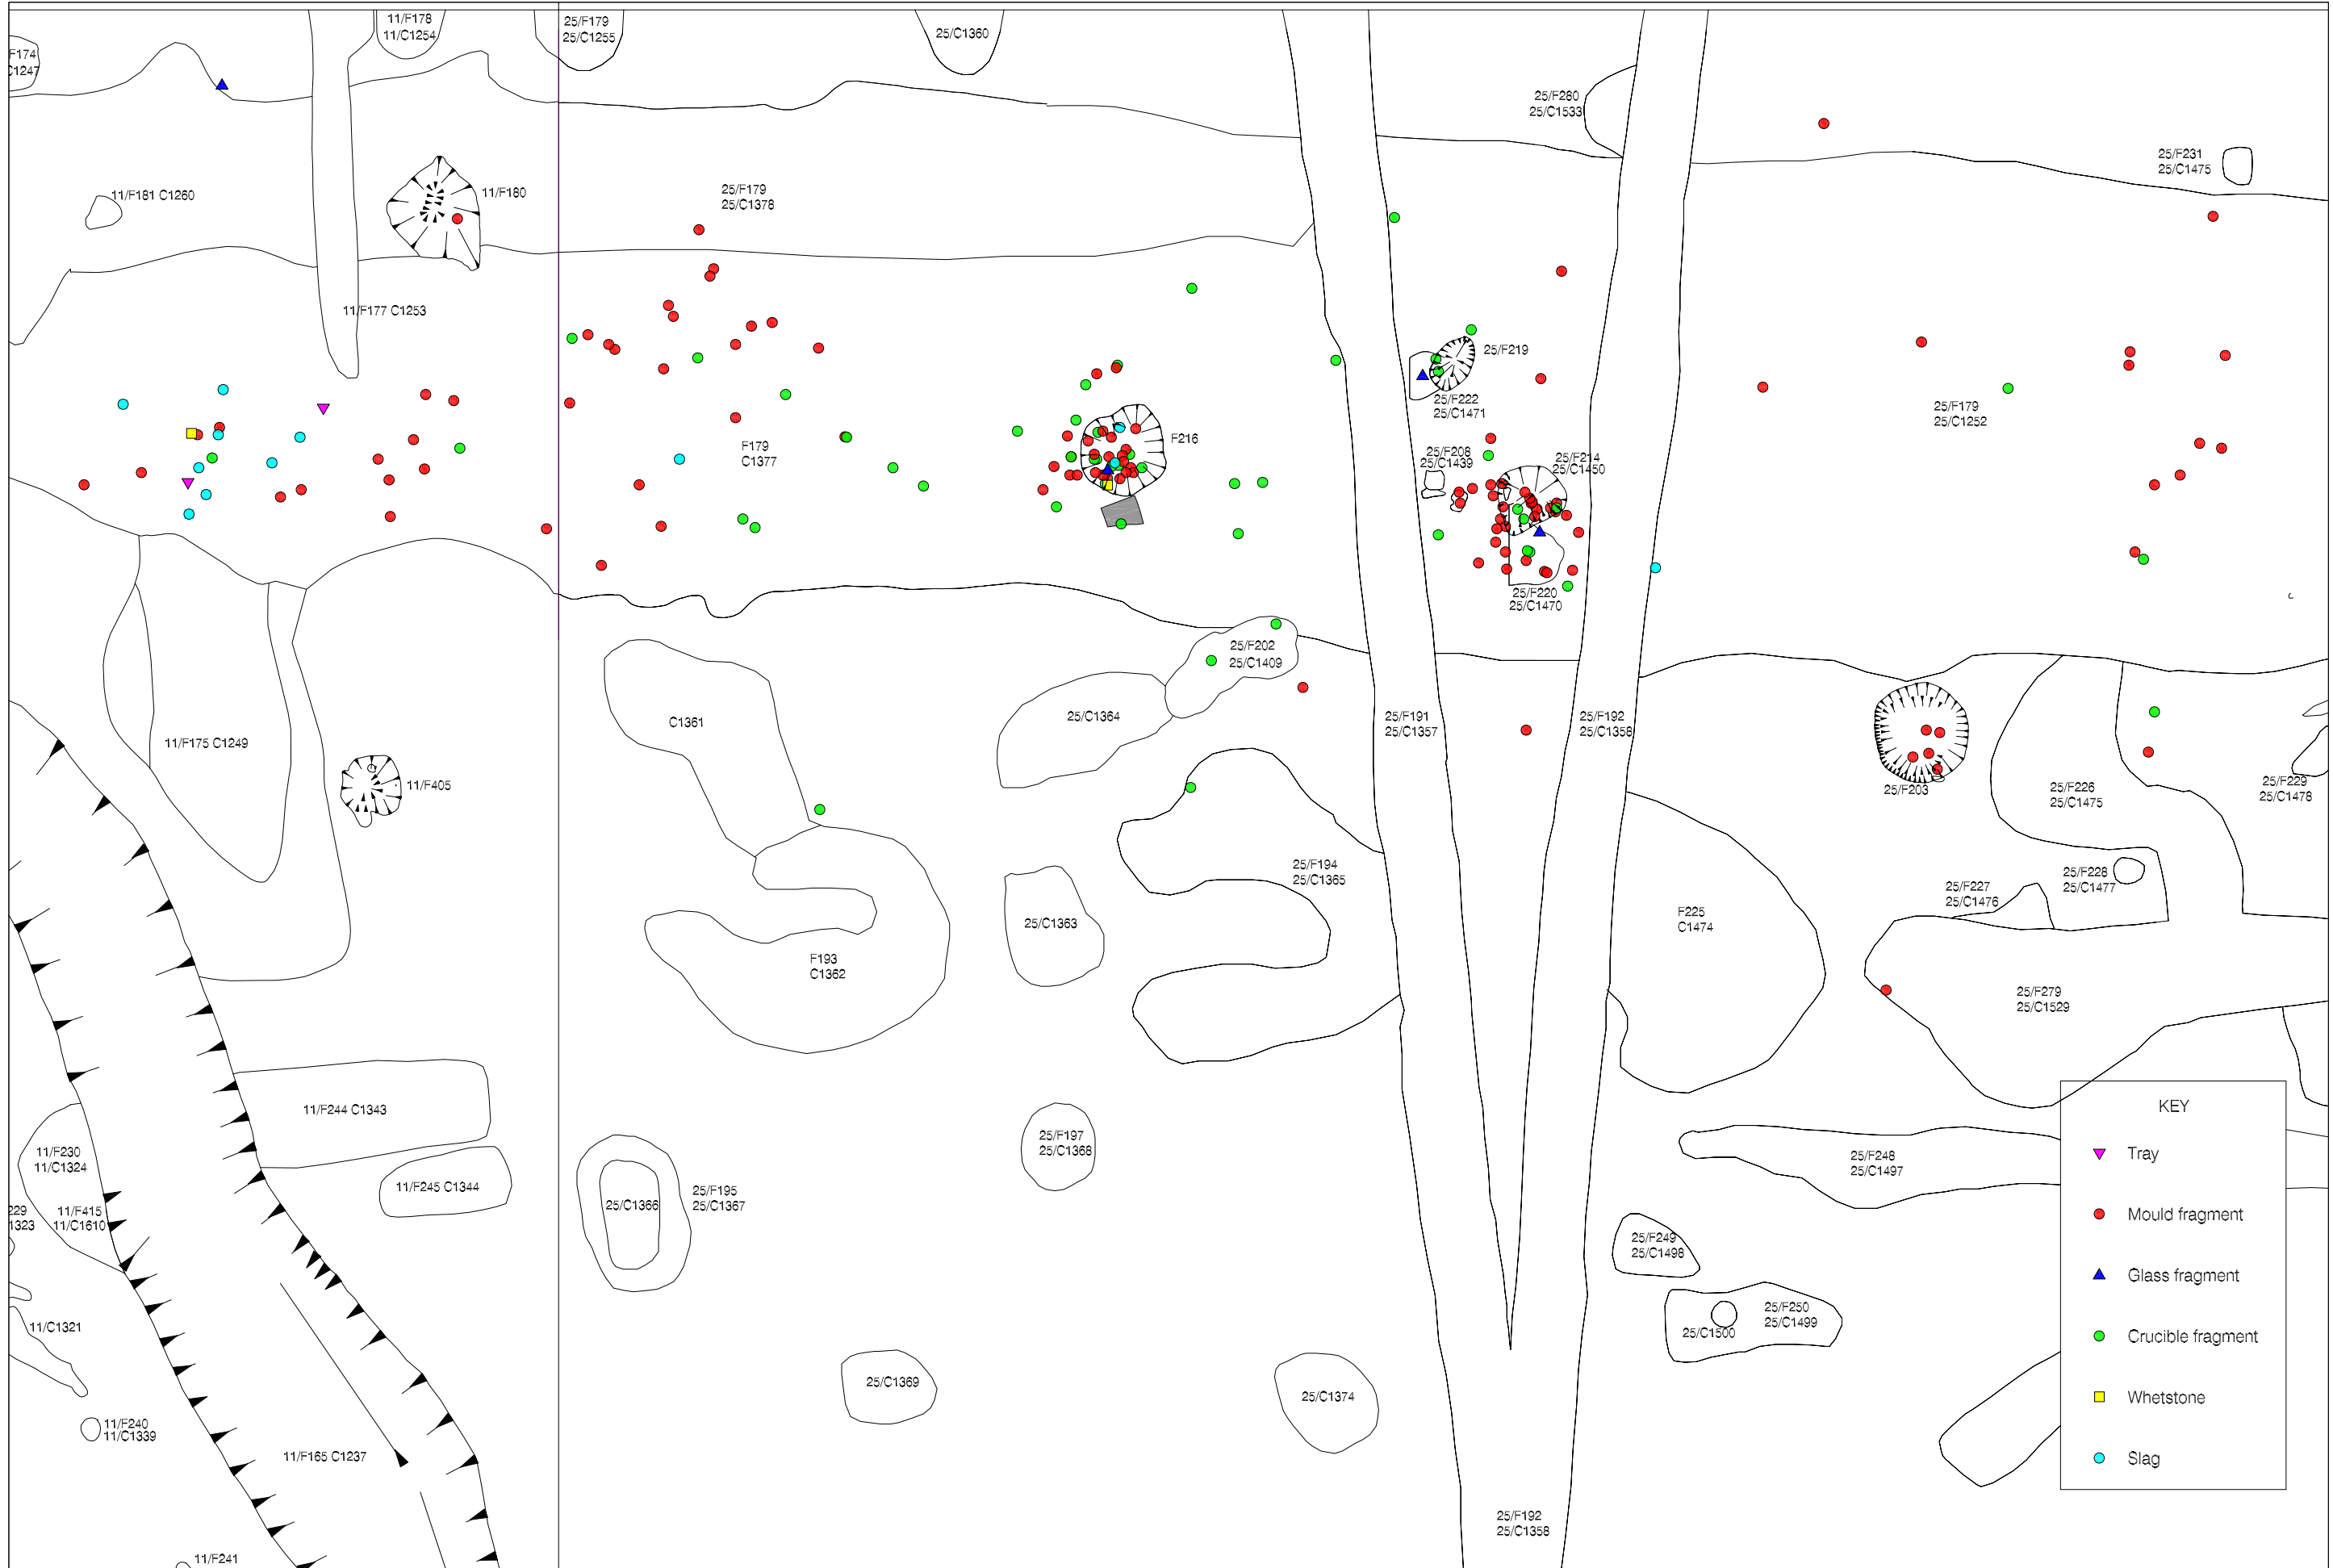 11/F178
11/C1254
25/F179
25/C1255
25/C1360
F174
C1247
25/F280
25/C1533
25/F231
25/C1475
11/F181 C1260
11/F180
25/F179
25/C1378
11/F177 C1253
25/F219
25/F222
25/C1471
25/F179
25/C1252
F179
C1377
F216
25/F208
25/C1439
25/F214
25/C1450
25/F220
25/C1470
25/F202
25/C1409
C1361
25/C1364
25/F191
25/C1357
25/F192
25/C1358
11/F175 C1249
11/F405
25/F203
25/F226
25/C1475
25/F229
25/C1478
25/F194
25/C1365
25/F228
25/C1477
25/F227
25/C1476
25/C1363
F225
C1474
F193
C1362
25/F279
25/C1529
11/F244 C1343
KEY
Tray
Mould fragment
Glass fragment
Crucible fragment
Whetstone
Slag
25/F197
25/C1368
11/F230
11/C1324
25/F248
25/C1497
11/F245 C1344
25/C1366
25/F195
25/C1367
229
1323
11/F415
11/C1610
25/F249
25/C1498
25/F250
25/C1499
25/C1500
11/C1321
25/C1369
25/C1374
11/F240
11/C1339
11/F165 C1237
25/F192
25/C1358
11/F241